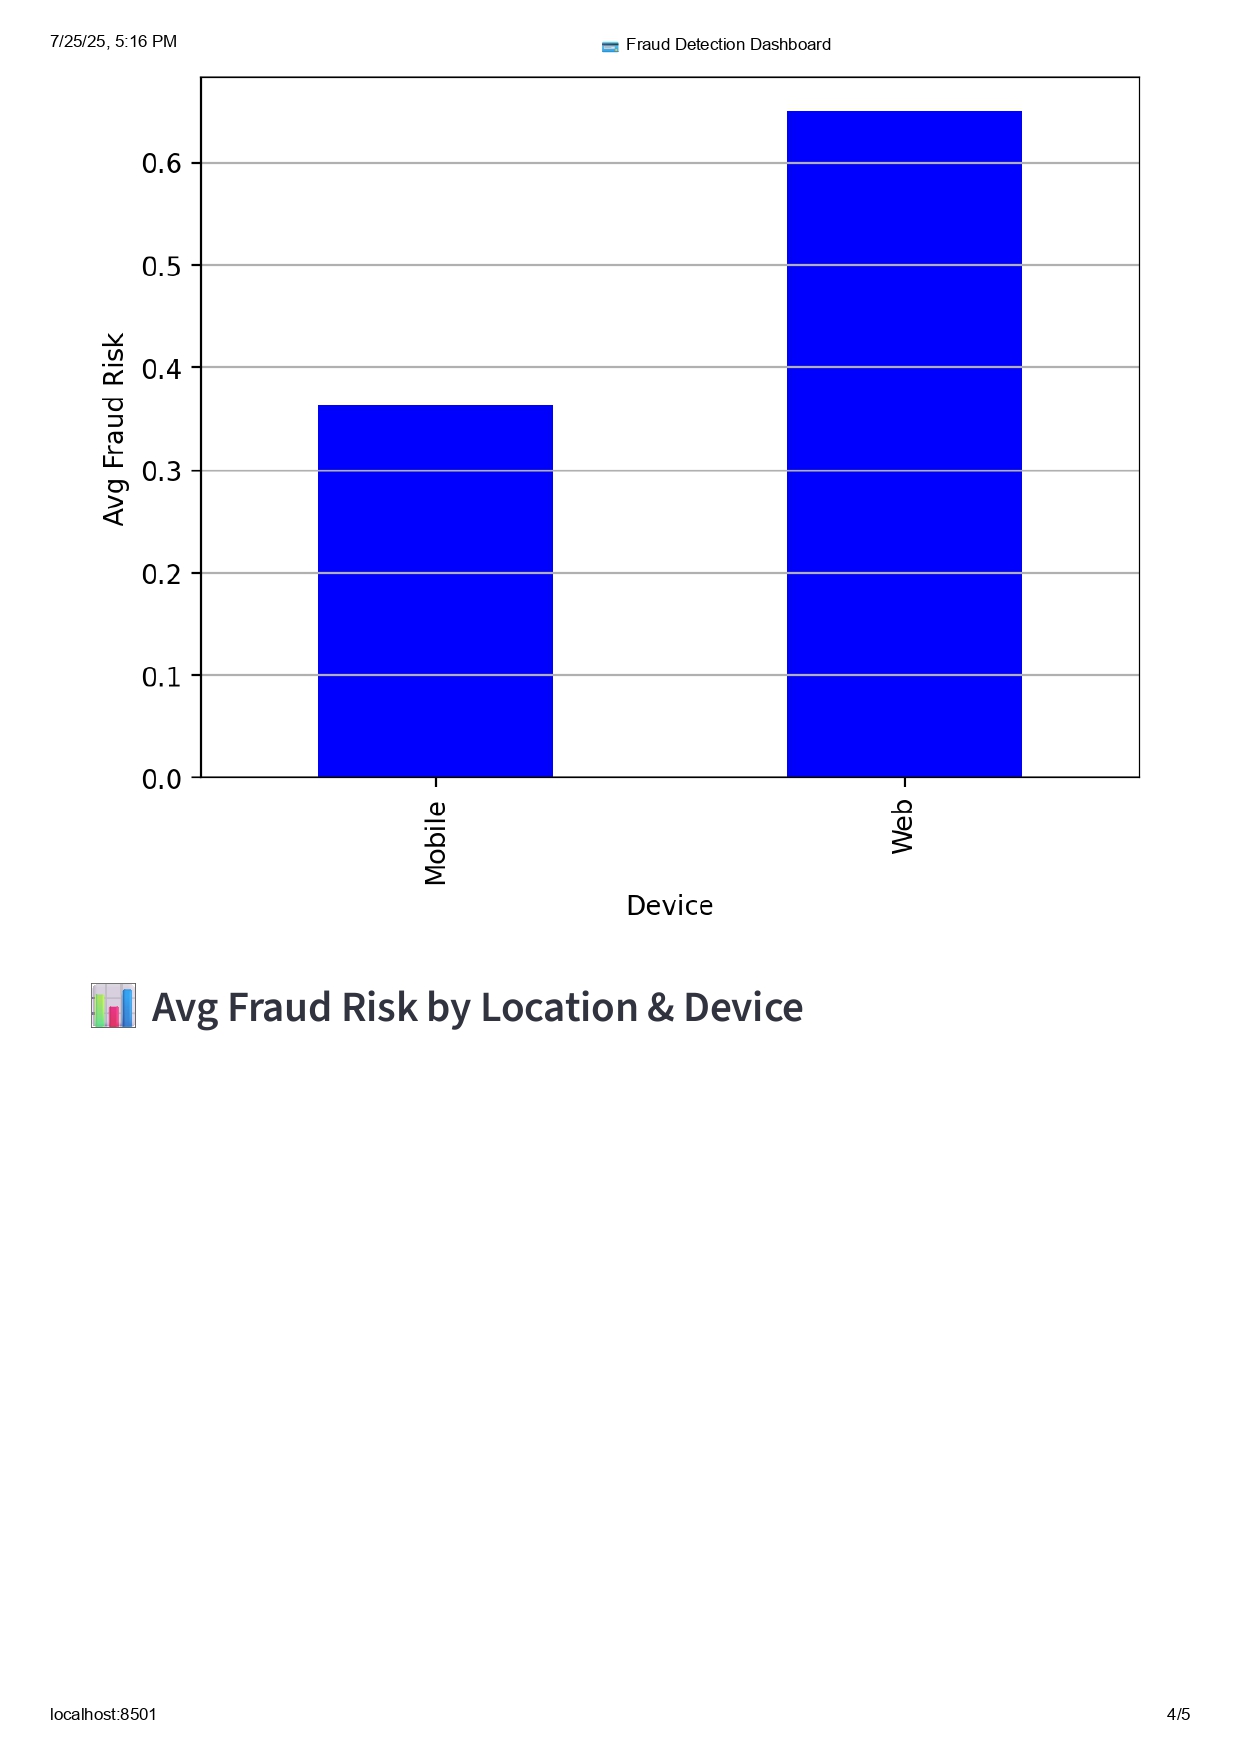 7/25/25, 5:16 PM
💳 Fraud Detection Dashboard
0.6
0.5
0.4
0.3
0.2
0.1
0.0
Avg Fraud Risk
Mobile
Web
Device
📊 Avg Fraud Risk by Location & Device
localhost:8501
4/5